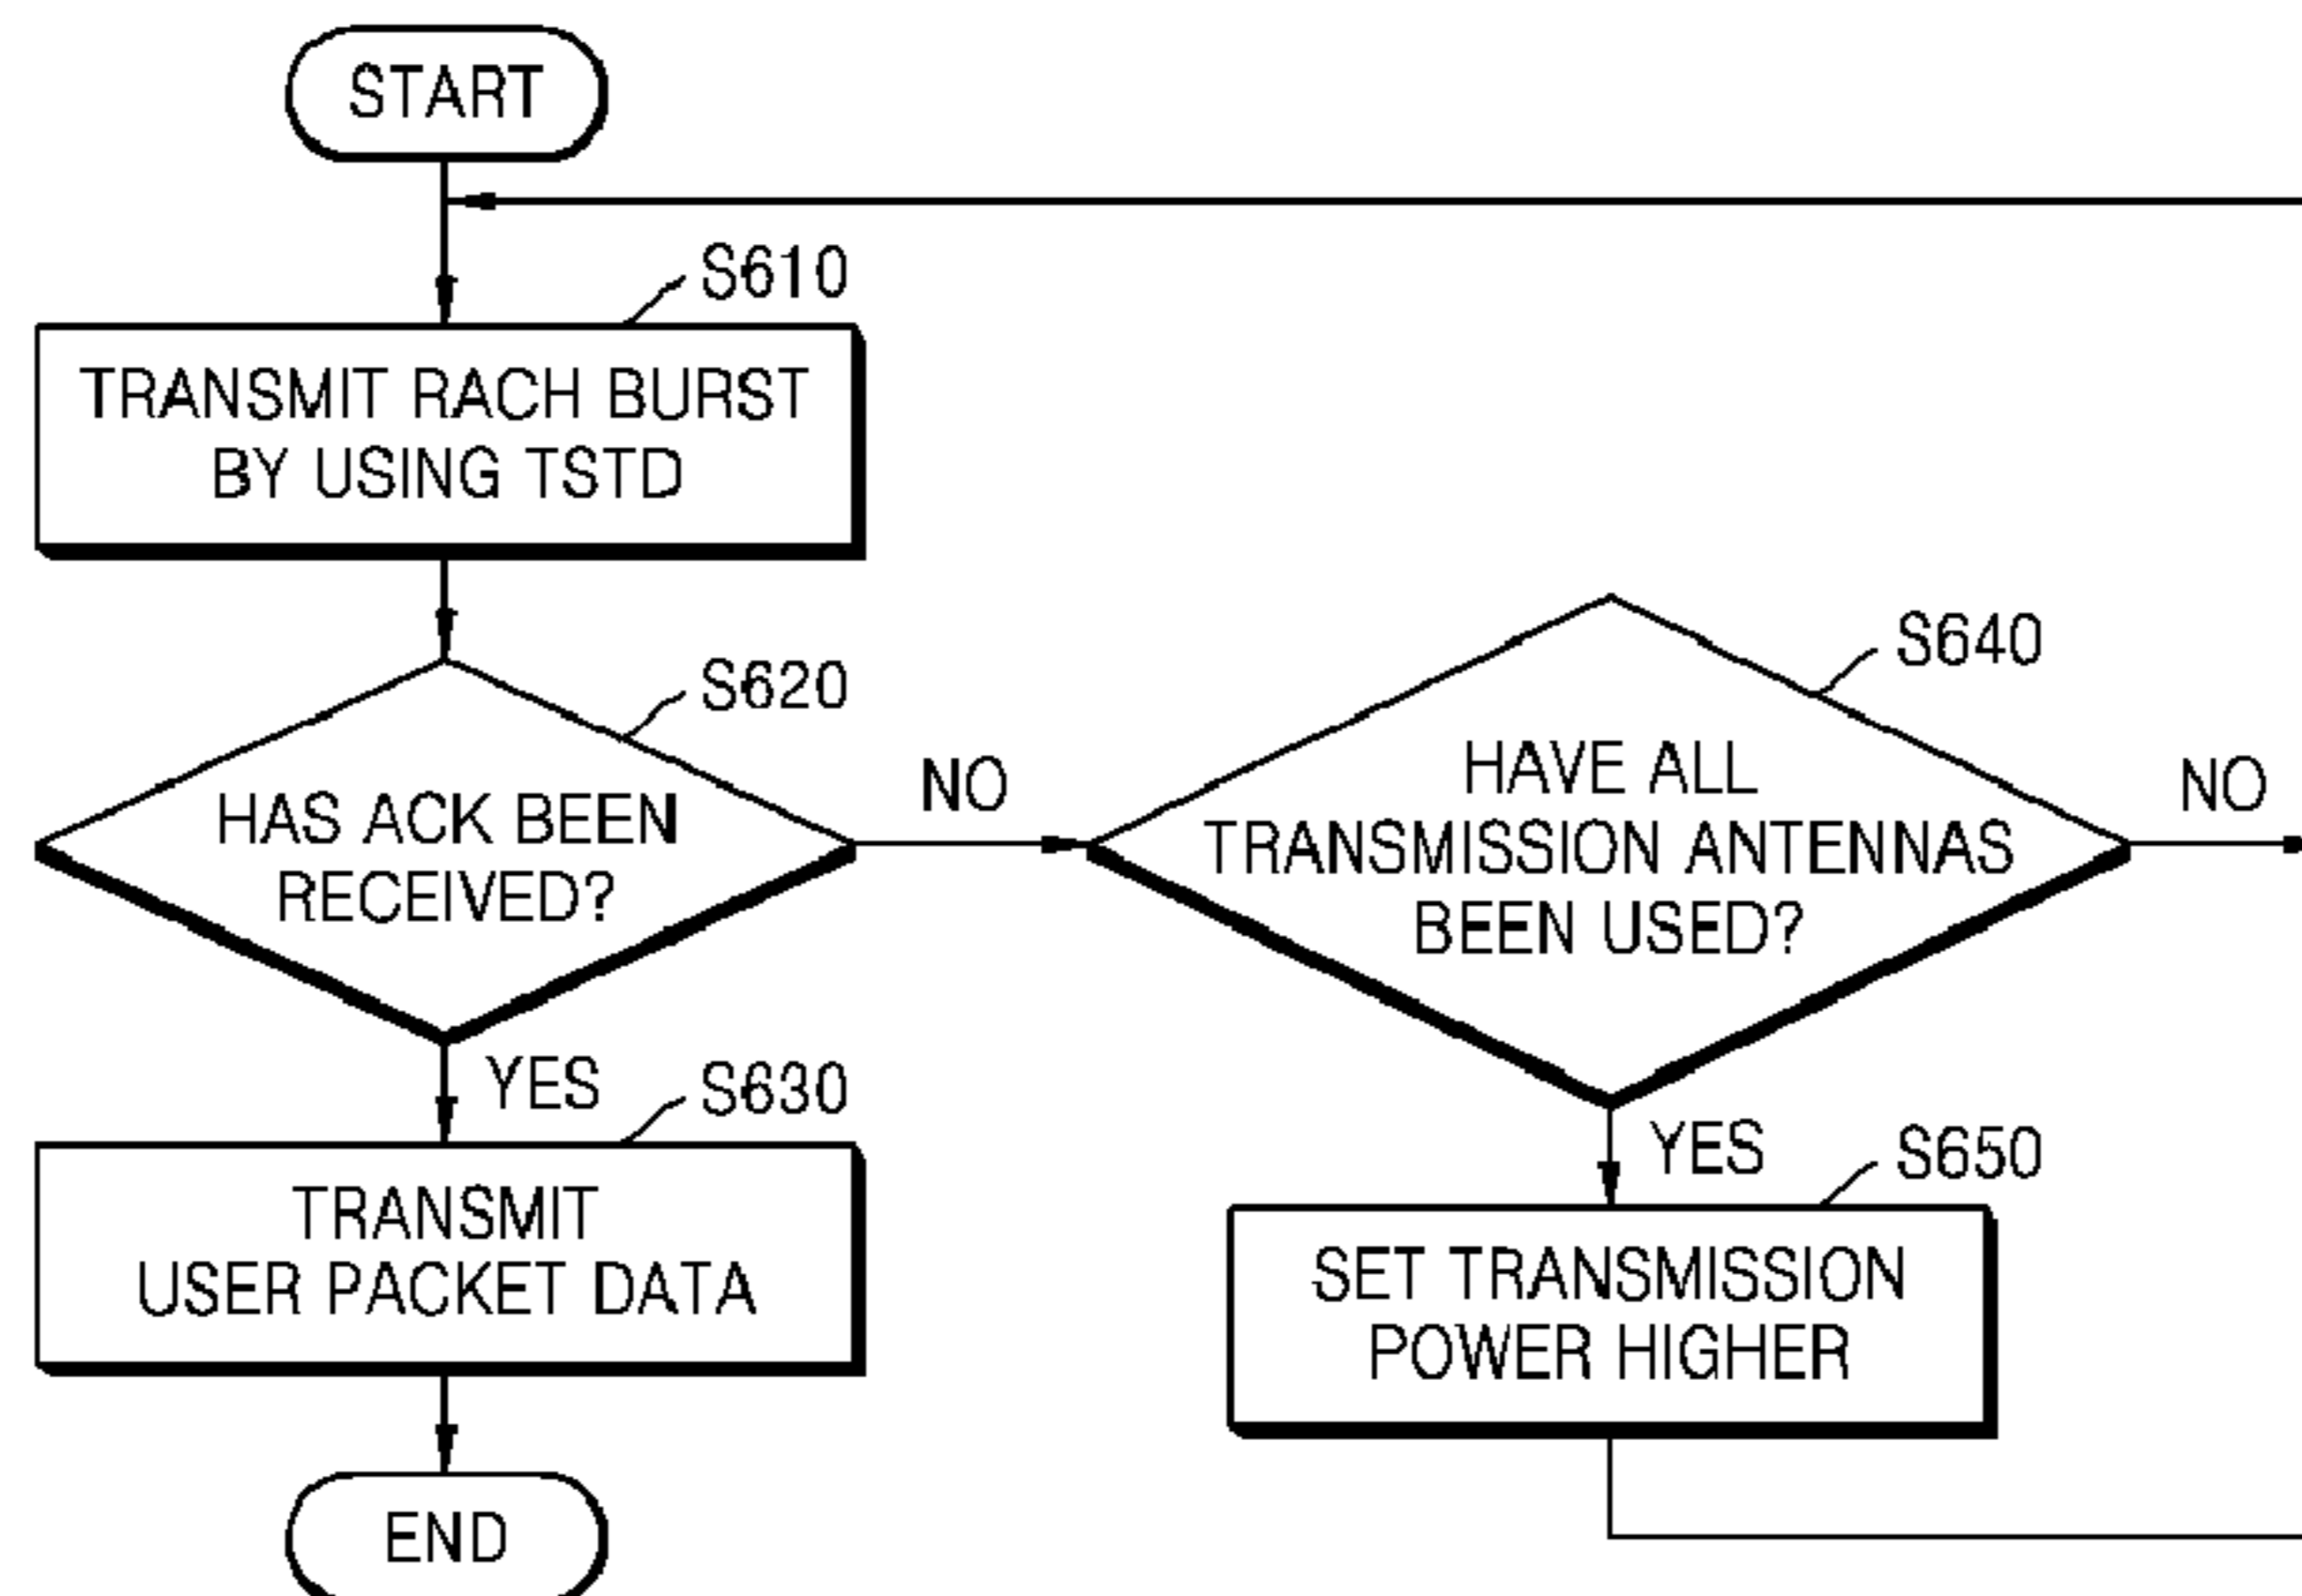 START
S610
TRANSMIT RACH BURST
BY USING TSTD
S620
HAS ACK BEEN
RECEIVED?
NO
S640
HAVE ALL
TRANSMISSION ANTENNAS
BEEN USED?
NO
YES
S630
TRANSMIT
USER PACKET DATA
YES
S650
SET TRANSMISSION
POWER HIGHER
END